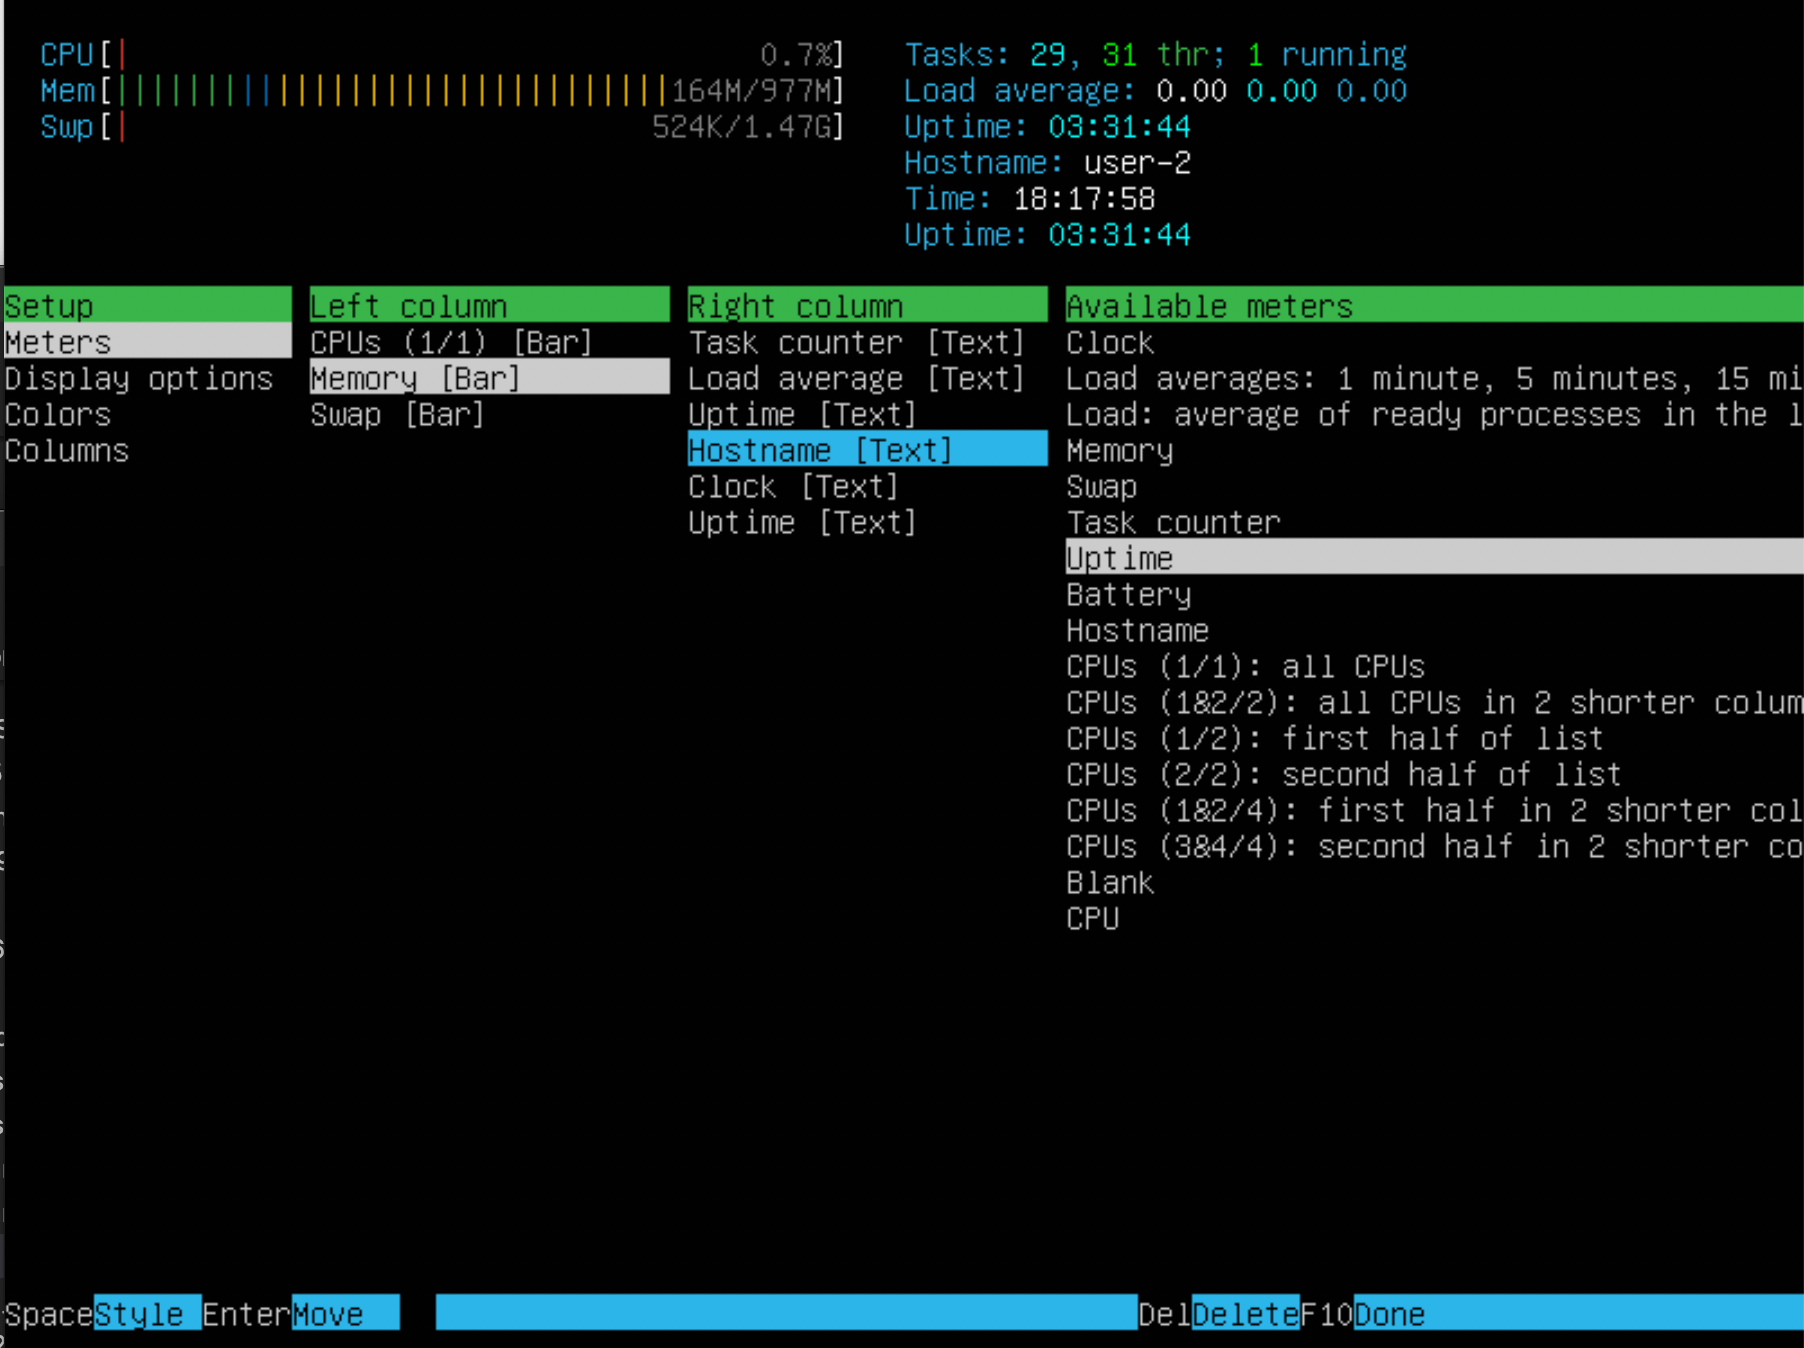 CPU[| 0.7%]
Mem[||||||||||||||||||||||||||||||||164M/977M]
Swp[| 524K/1.47G]
Tasks: 29, 31 thr; 1 running
Load average: 0.00 0.00 0.00
Uptime: 03:31:44
Hostname: user-2
Time: 18:17:58
Uptime: 03:31:44
Setup
Meters
Display options
Colors
Columns
Left column
CPUs (1/1) [Bar]
Memory [Bar]
Swap [Bar]
Right column
Task counter [Text]
Load average [Text]
Uptime [Text]
Hostname [Text]
Clock [Text]
Uptime [Text]
Available meters
Clock
Load averages: 1 minute, 5 minutes, 15 mi
Load: average of ready processes in the l
Memory
Swap
Task counter
Uptime
Battery
Hostname
CPUs (1/1): all CPUs
CPUs (1&2/2): all CPUs in 2 shorter colum
CPUs (1/2): first half of list
CPUs (2/2): second half of list
CPUs (1&2/4): first half in 2 shorter col
CPUs (3&4/4): second half in 2 shorter co
Blank
CPU
SpaceStyle EnterMove DelDeleteF10Done